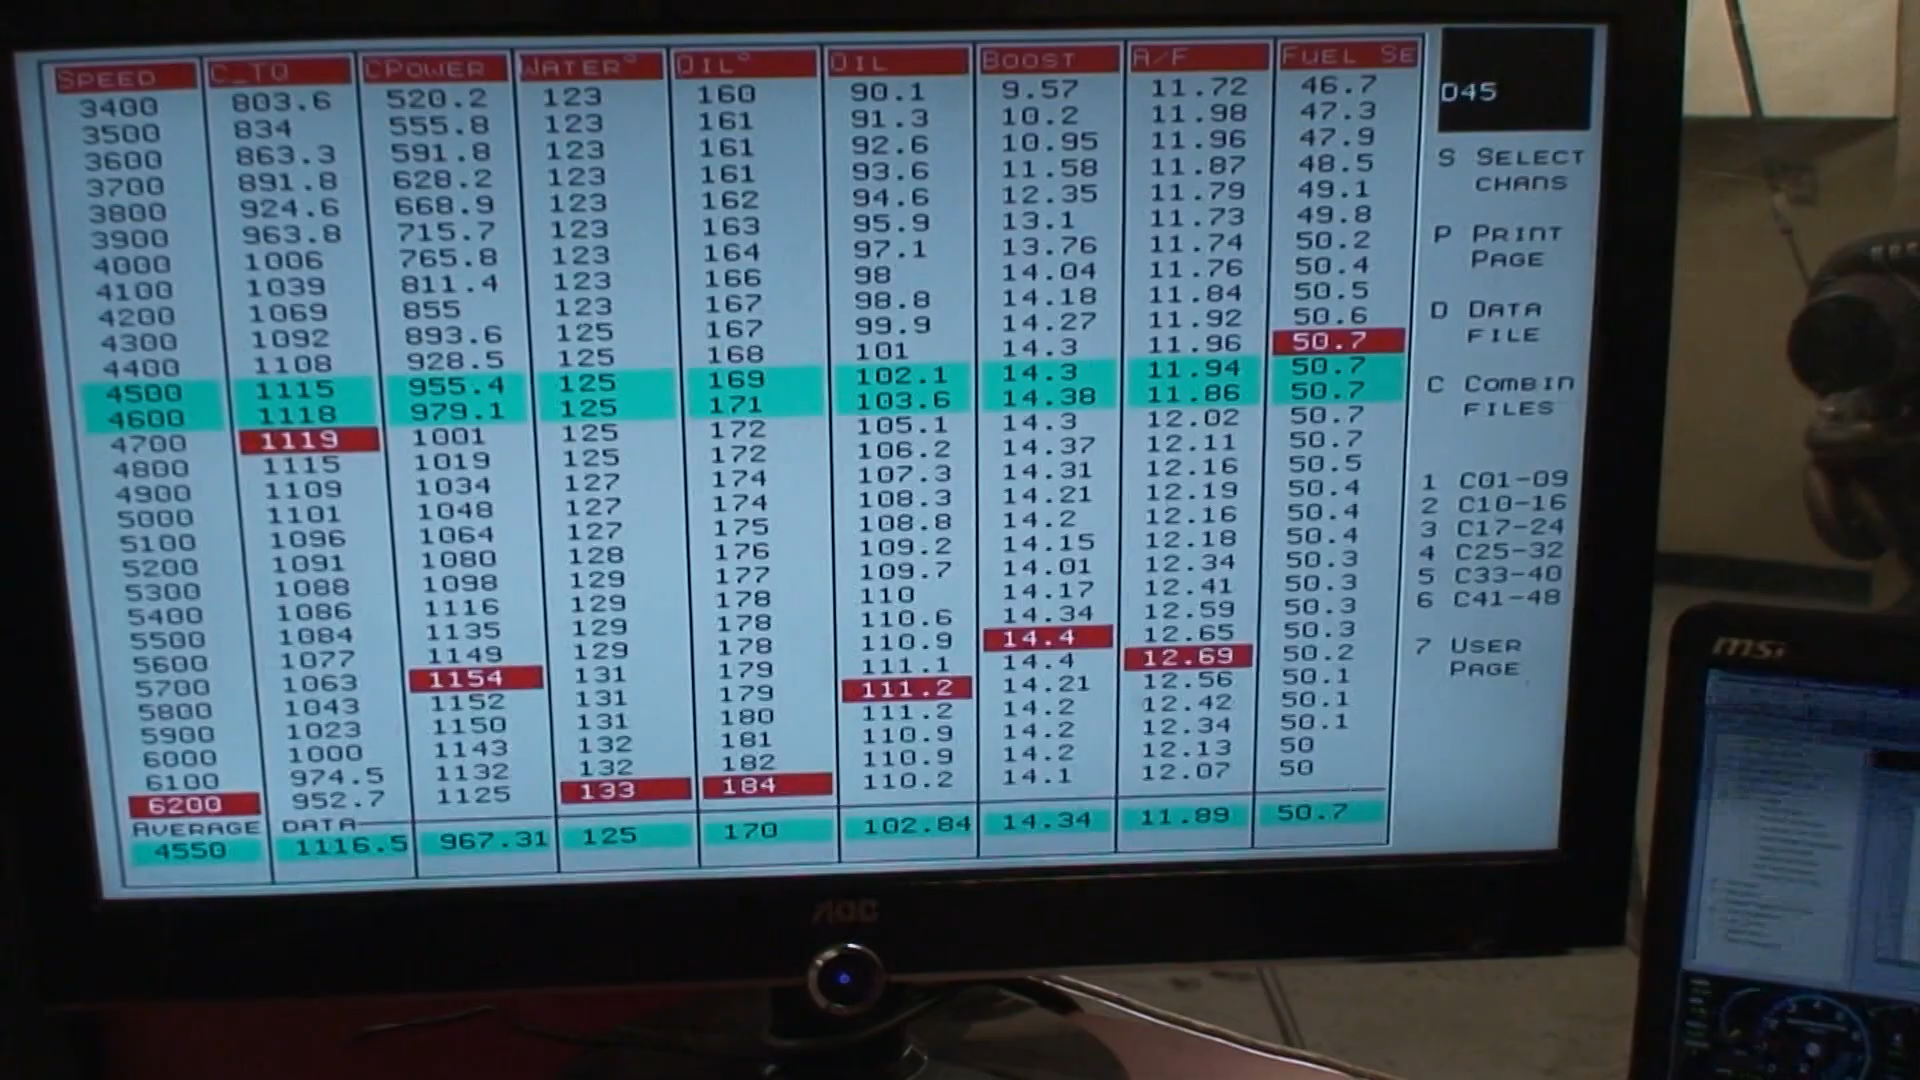 SPEED C_TQ CPOWER WATER° OIL° OIL BOOST A/F FUEL SE
3400 803.6 520.2 123 160 90.1 9.57 11.72 46.7
3500 834 555.8 123 161 91.3 10.2 11.98 47.3
3600 863.3 591.8 123 161 92.6 10.95 11.96 47.9
3700 891.8 628.2 123 161 93.6 11.58 11.87 48.5
3800 924.6 668.9 123 162 94.6 12.35 11.79 49.1
3900 963.8 715.7 123 163 95.9 13.1 11.73 49.8
4000 1006 765.8 123 164 97.1 13.76 11.74 50.2
4100 1039 811.4 123 166 98 14.04 11.76 50.4
4200 1069 855 123 167 98.8 14.18 11.84 50.5
4300 1092 893.6 125 167 99.9 14.27 11.92 50.6
4400 1108 928.5 125 168 101 14.3 11.96 50.7
4500 1115 955.4 125 169 102.1 14.3 11.94 50.7
4600 1118 979.1 125 171 103.6 14.38 11.86 50.7
4700 1119 1001 125 172 105.1 14.3 12.02 50.7
4800 1115 1019 125 172 106.2 14.37 12.11 50.7
4900 1109 1034 127 174 107.3 14.31 12.16 50.5
5000 1101 1048 127 174 108.3 14.21 12.19 50.4
5100 1096 1064 127 175 108.8 14.2 12.16 50.4
5200 1091 1080 128 176 109.2 14.15 12.18 50.4
5300 1088 1098 129 177 109.7 14.01 12.34 50.3
5400 1086 1116 129 178 110 14.17 12.41 50.3
5500 1084 1135 129 178 110.6 14.34 12.59 50.3
5600 1077 1149 129 178 110.9 14.4 12.65 50.3
5700 1063 1154 131 179 111.1 14.4 12.69 50.2
5800 1043 1152 131 179 111.2 14.21 12.56 50.1
5900 1023 1150 131 180 111.2 14.2 12.42 50.1
6000 1000 1143 132 181 110.9 14.2 12.34 50.1
6100 974.5 1132 132 182 110.9 14.2 12.13 50
6200 952.7 1125 133 184 110.2 14.1 12.07 50
AVERAGE DATA
4550 1116.5 967.31 125 170 102.84 14.34 11.89 50.7
045
S SELECT
CHANS
P PRINT
PAGE
D DATA
FILE
C COMBIN
FILES
1 C01-09
2 C10-16
3 C17-24
4 C25-32
5 C33-40
6 C41-48
7 USER
PAGE
AOC
msi